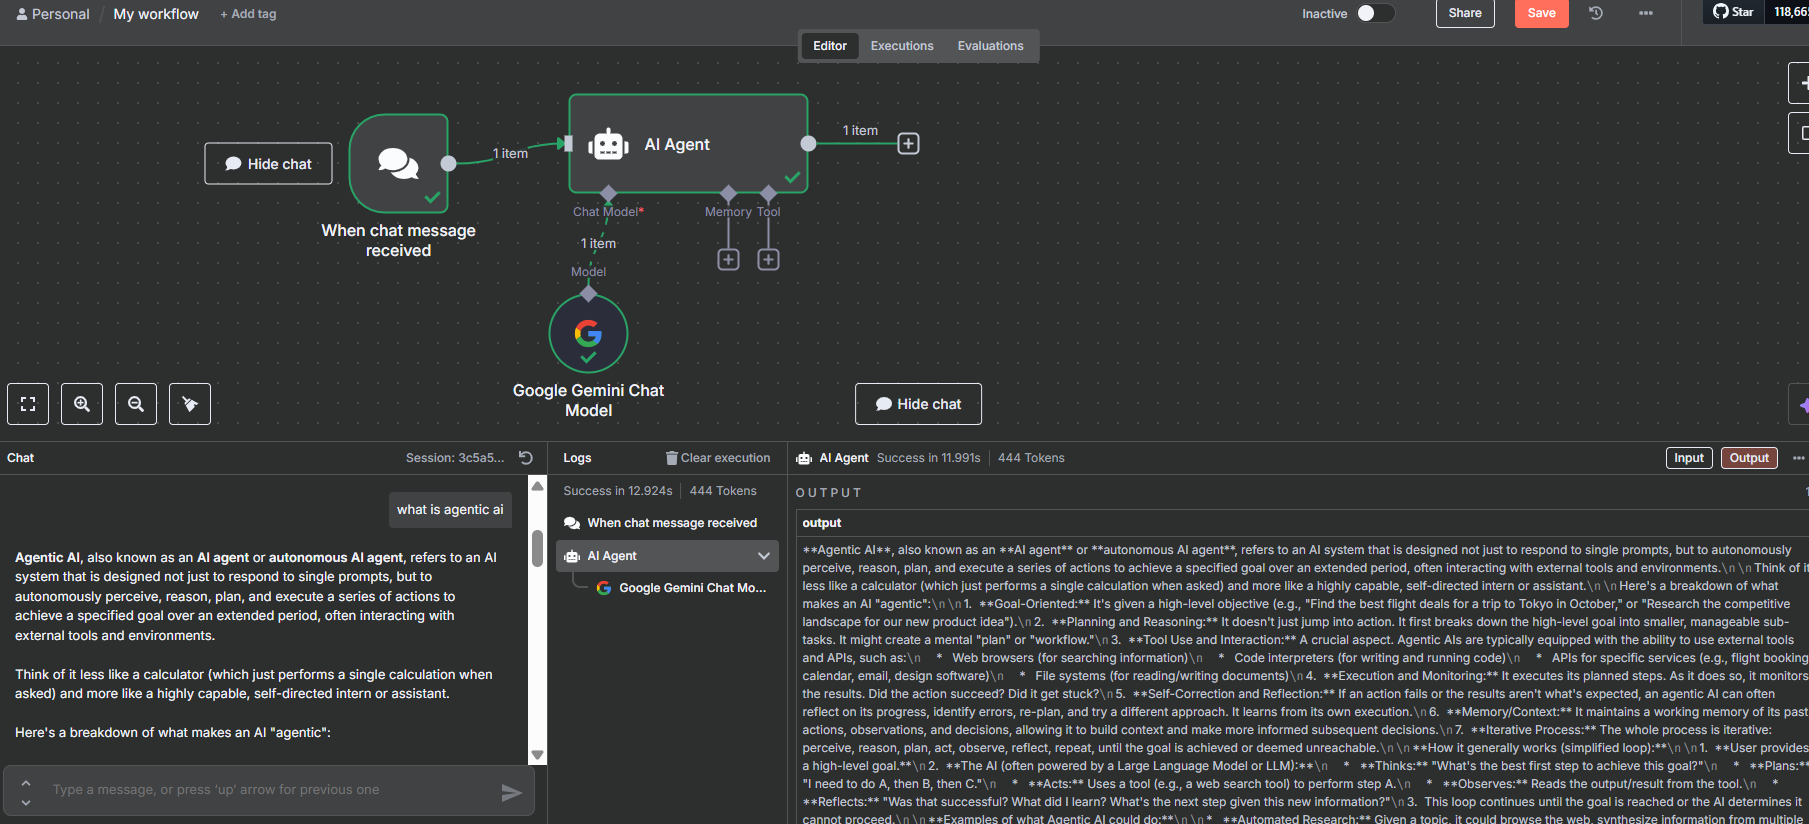 Personal / My workflow + Add tag
Inactive
Share
Save
Star 118,66
Editor Executions Evaluations
Hide chat
1 item
AI Agent
1 item
Chat Model*
Memory Tool
When chat message
received
1 item
Model
Google Gemini Chat
Model
Hide chat
Chat
Session: 3c5a5...
what is agentic ai
Agentic AI, also known as an AI agent or autonomous AI agent, refers to an AI
system that is designed not just to respond to single prompts, but to
autonomously perceive, reason, plan, and execute a series of actions to
achieve a specified goal over an extended period, often interacting with
external tools and environments.
Think of it less like a calculator (which just performs a single calculation when
asked) and more like a highly capable, self-directed intern or assistant.
Here's a breakdown of what makes an AI "agentic":
Type a message, or press 'up' arrow for previous one
Logs
Clear execution
Success in 12.924s | 444 Tokens
When chat message received
AI Agent
Google Gemini Chat Mo...
AI Agent Success in 11.991s | 444 Tokens
Input
Output
OUTPUT
output
**Agentic AI**, also known as an **AI agent** or **autonomous AI agent**, refers to an AI system that is designed not just to respond to single prompts, but to autonomously
perceive, reason, plan, and execute a series of actions to achieve a specified goal over an extended period, often interacting with external tools and environments.\n\nThink of it
less like a calculator (which just performs a single calculation when asked) and more like a highly capable, self-directed intern or assistant.\n\nHere's a breakdown of what
makes an AI "agentic":\n\n1. **Goal-Oriented:** It's given a high-level objective (e.g., "Find the best flight deals for a trip to Tokyo in October," or "Research the competitive
landscape for our new product idea").\n2. **Planning and Reasoning:** It doesn't just jump into action. It first breaks down the high-level goal into smaller, manageable sub-
tasks. It might create a mental "plan" or "workflow."\n3. **Tool Use and Interaction:** A crucial aspect. Agentic AIs are typically equipped with the ability to use external tools
and APIs, such as:\n * Web browsers (for searching information)\n * Code interpreters (for writing and running code)\n * APIs for specific services (e.g., flight booking
calendar, email, design software)\n * File systems (for reading/writing documents)\n4. **Execution and Monitoring:** It executes its planned steps. As it does so, it monitors
the results. Did the action succeed? Did it get stuck?\n5. **Self-Correction and Reflection:** If an action fails or the results aren't what's expected, an agentic AI can often
reflect on its progress, identify errors, re-plan, and try a different approach. It learns from its own execution.\n6. **Memory/Context:** It maintains a working memory of its past
actions, observations, and decisions, allowing it to build context and make more informed subsequent decisions.\n7. **Iterative Process:** The whole process is iterative:
perceive, reason, plan, act, observe, reflect, repeat, until the goal is achieved or deemed unreachable.\n\n**How it generally works (simplified loop):**\n\n1. **User provides
a high-level goal.**\n2. **The AI (often powered by a Large Language Model or LLM):**\n * **Thinks:** "What's the best first step to achieve this goal?"\n * **Plans:**
"I need to do A, then B, then C."\n * **Acts:** Uses a tool (e.g., a web search tool) to perform step A.\n * **Observes:** Reads the output/result from the tool.\n *
**Reflects:** "Was that successful? What did I learn? What's the next step given this new information?"\n3. This loop continues until the goal is reached or the AI determines it
cannot proceed.\n\n**Examples of what Agentic AI could do:**\n\n* **Automated Research:** Given a topic, it could browse the web, synthesize information from multiple